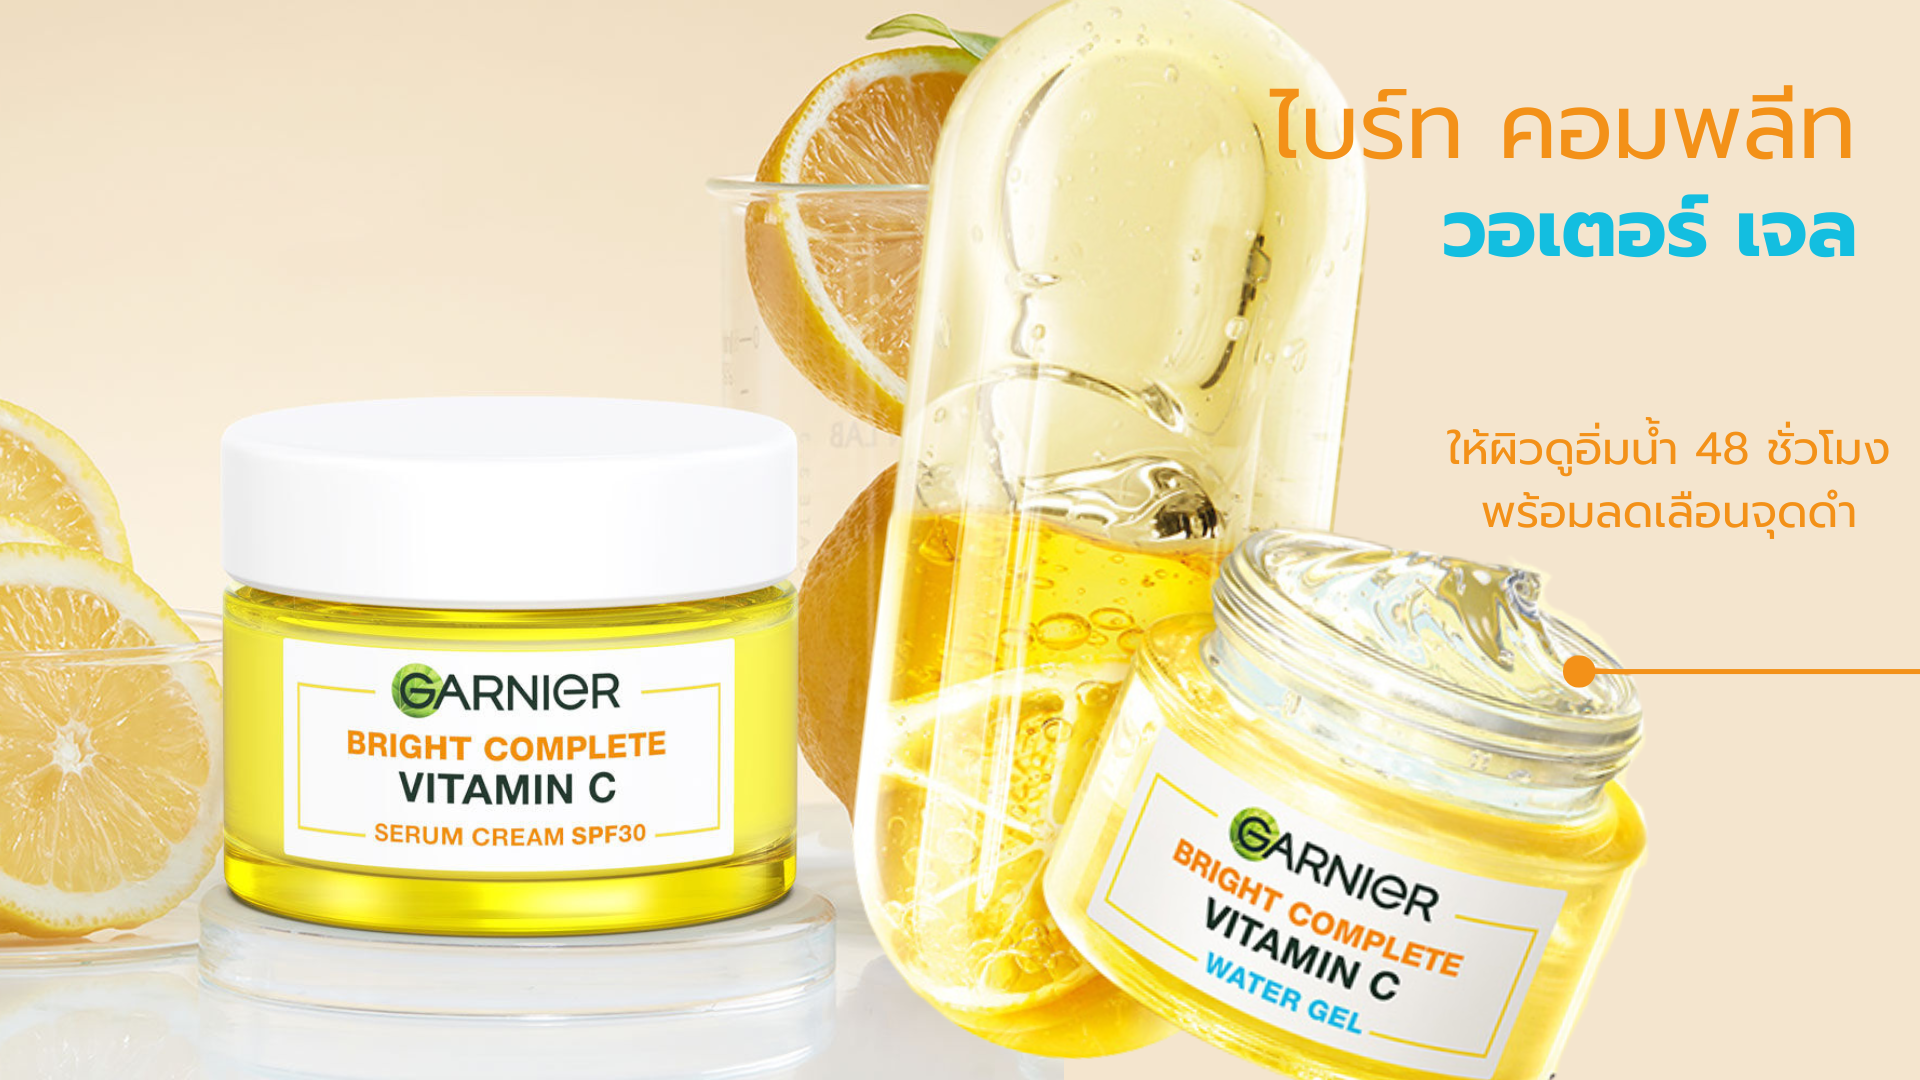 ไบร์ท คอมพลีท
วอเตอร์ เจล
ให้ผิวดูอิ่มน้ำ 48 ชั่วโมง
พร้อมลดเลือนจุดดำ
GARNIER
BRIGHT COMPLETE
VITAMIN C
SERUM CREAM SPF30
GARNIER
BRIGHT COMPLETE
VITAMIN C
WATER GEL